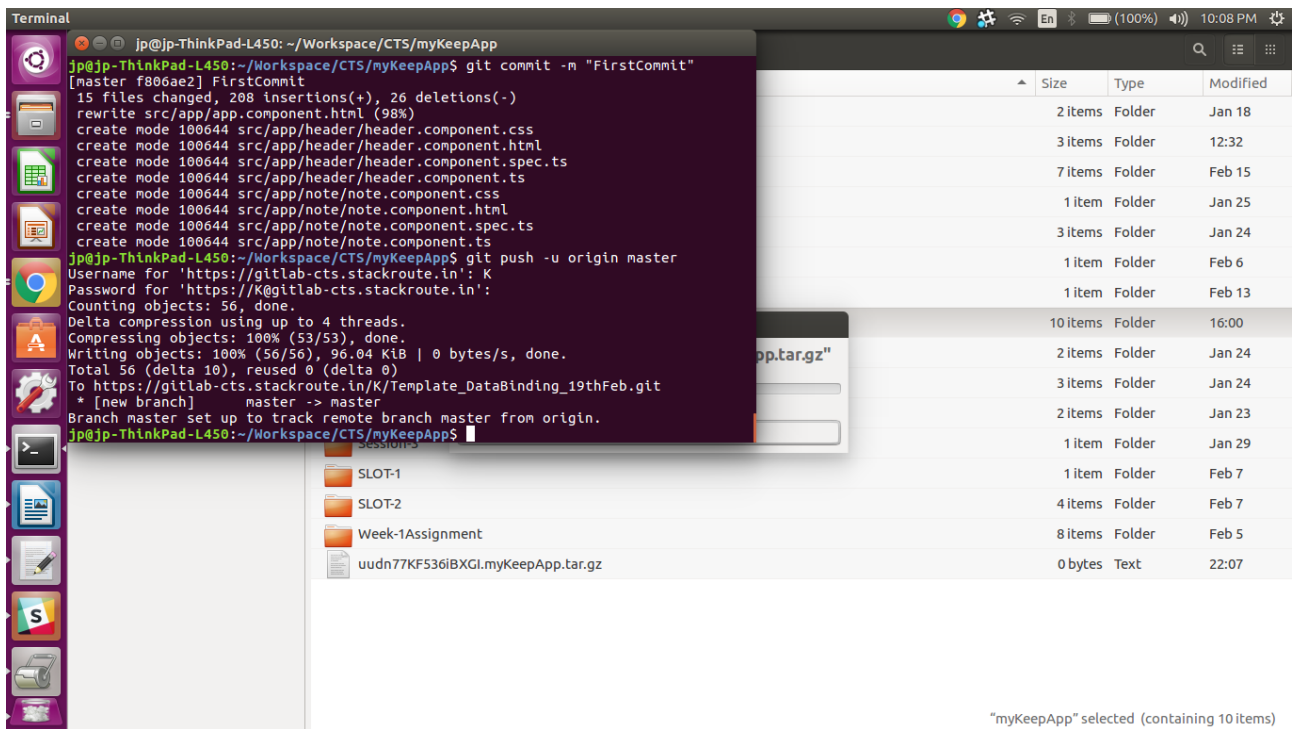 Terminal
En
(100%)
10:08 PM
jp@jp-ThinkPad-L450: ~/Workspace/CTS/myKeepApp
jp@jp-ThinkPad-L450:~/Workspace/CTS/myKeepApp$ git commit -m "FirstCommit"
[master f806ae2] FirstCommit
 15 files changed, 208 insertions(+), 26 deletions(-)
 rewrite src/app/app.component.html (98%)
 create mode 100644 src/app/header/header.component.css
 create mode 100644 src/app/header/header.component.html
 create mode 100644 src/app/header/header.component.spec.ts
 create mode 100644 src/app/header/header.component.ts
 create mode 100644 src/app/note/note.component.css
 create mode 100644 src/app/note/note.component.html
 create mode 100644 src/app/note/note.component.spec.ts
 create mode 100644 src/app/note/note.component.ts
jp@jp-ThinkPad-L450:~/Workspace/CTS/myKeepApp$ git push -u origin master
Username for 'https://gitlab-cts.stackroute.in': K
Password for 'https://K@gitlab-cts.stackroute.in':
Counting objects: 56, done.
Delta compression using up to 4 threads.
Compressing objects: 100% (53/53), done.
Writing objects: 100% (56/56), 96.04 KiB | 0 bytes/s, done.
Total 56 (delta 10), reused 0 (delta 0)
To https://gitlab-cts.stackroute.in/K/Template_DataBinding_19thFeb.git
 * [new branch]      master -> master
Branch master set up to track remote branch master from origin.
jp@jp-ThinkPad-L450:~/Workspace/CTS/myKeepApp$
Size Type Modified
2 items Folder Jan 18
3 items Folder 12:32
7 items Folder Feb 15
1 item Folder Jan 25
3 items Folder Jan 24
1 item Folder Feb 6
1 item Folder Feb 13
10 items Folder 16:00
pp.tar.gz"
2 items Folder Jan 24
3 items Folder Jan 24
2 items Folder Jan 23
1 item Folder Jan 29
SLOT-1 1 item Folder Feb 7
SLOT-2 4 items Folder Feb 7
Week-1Assignment 8 items Folder Feb 5
uudn77KF536iBXGI.myKeepApp.tar.gz 0 bytes Text 22:07
"myKeepApp" selected (containing 10 items)